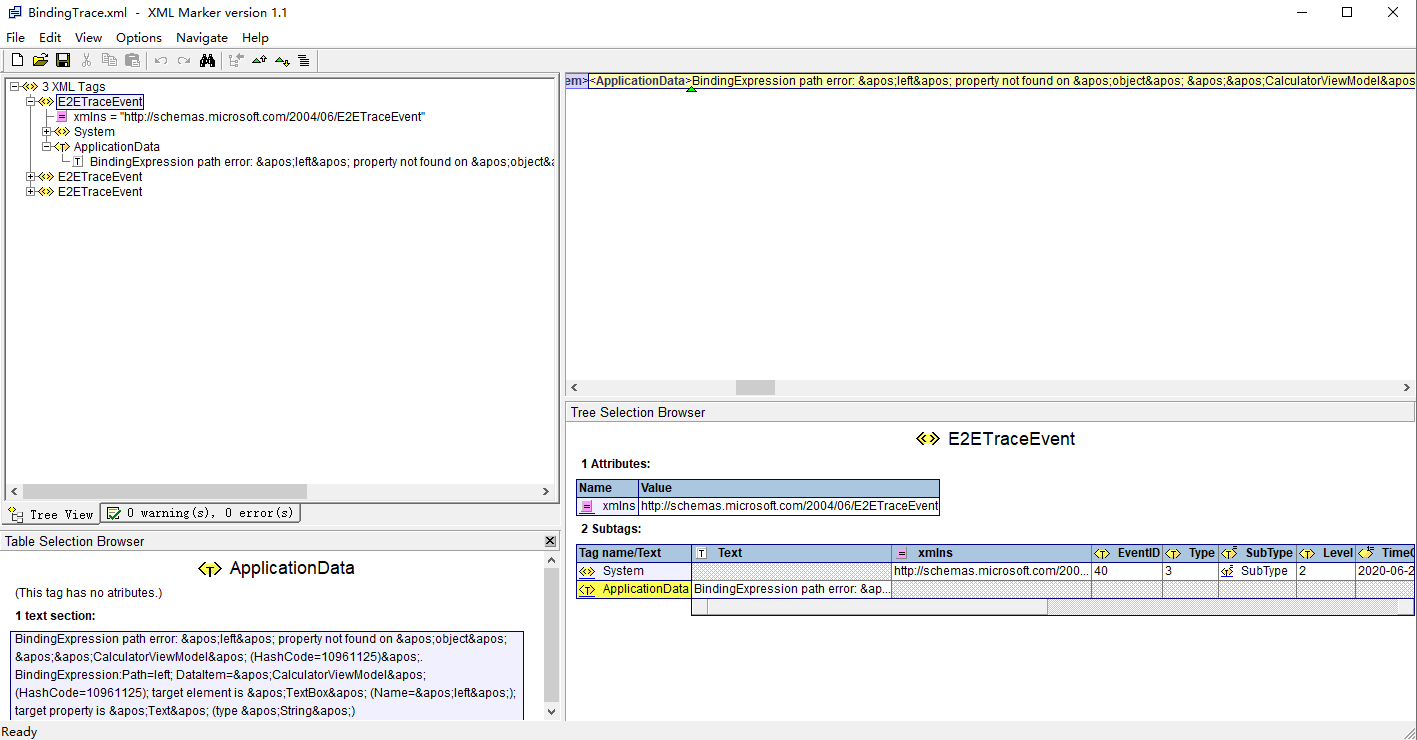 BindingTrace.xml - XML Marker version 1.1
File Edit View Options Navigate Help
3 XML Tags
E2ETraceEvent
xmlns = "http://schemas.microsoft.com/2004/06/E2ETraceEvent"
System
ApplicationData
T BindingExpression path error: &apos;left&apos; property not found on &apos;object&a
E2ETraceEvent
E2ETraceEvent
Tree View 0 warning(s), 0 error(s)
Table Selection Browser
ApplicationData
(This tag has no atributes.)
1 text section:
BindingExpression path error: &apos;left&apos; property not found on &apos;object&apos;
&apos;&apos;CalculatorViewModel&apos; (HashCode=10961125)&apos;.
BindingExpression:Path=left; DataItem=&apos;CalculatorViewModel&apos;
(HashCode=10961125); target element is &apos;TextBox&apos; (Name=&apos;left&apos;);
target property is &apos;Text&apos; (type &apos;String&apos;)
em><ApplicationData>BindingExpression path error: &apos;left&apos; property not found on &apos;object&apos; &apos;&apos;CalculatorViewModel&apos
Tree Selection Browser
E2ETraceEvent
1 Attributes:
Name Value
xmlns http://schemas.microsoft.com/2004/06/E2ETraceEvent
2 Subtags:
Tag name/Text T Text xmlns EventID Type SubType Level TimeC
System http://schemas.microsoft.com/200... 40 3 SubType 2 2020-06-2
ApplicationData BindingExpression path error: &ap...
Ready